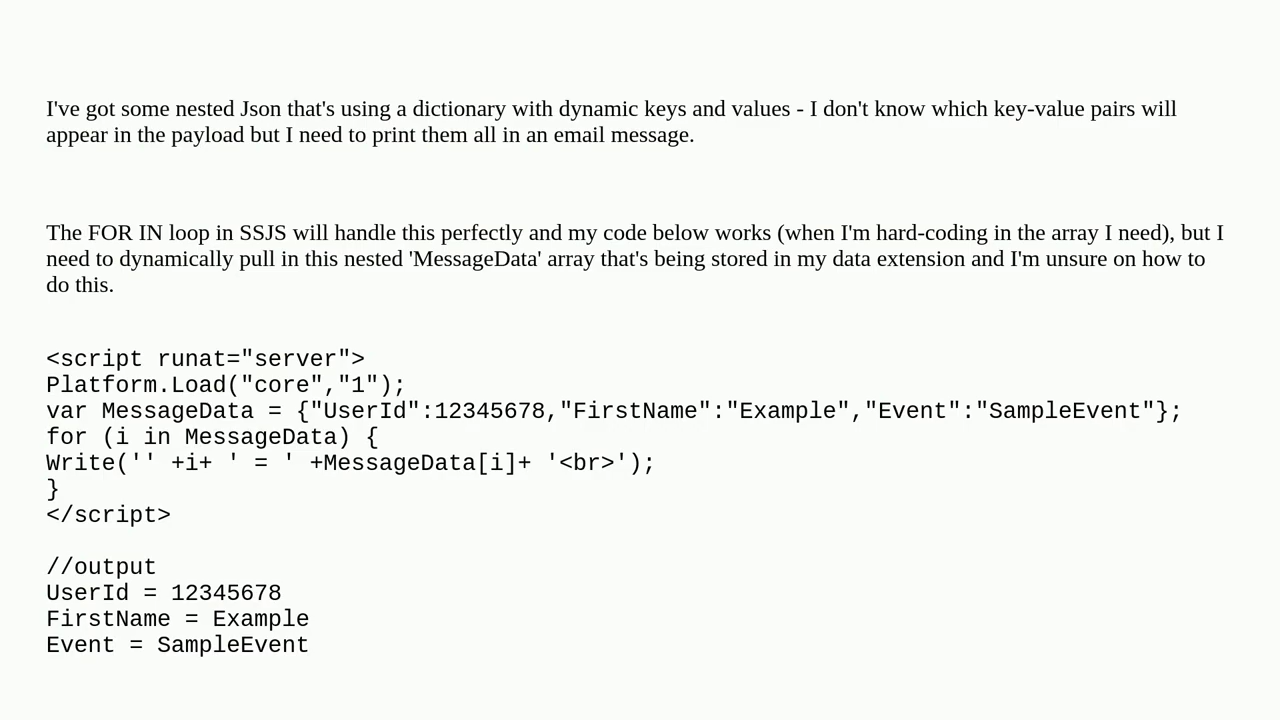 I've got some nested Json that's using a dictionary with dynamic keys and values - I don't know which key-value pairs will
appear in the payload but I need to print them all in an email message.
The FOR IN loop in SSJS will handle this perfectly and my code below works (when I'm hard-coding in the array I need), but I
need to dynamically pull in this nested 'MessageData' array that's being stored in my data extension and I'm unsure on how to
do this.
<script runat="server">
Platform.Load("core","1");
var MessageData = {"UserId":12345678,"FirstName":"Example","Event":"SampleEvent"};
for (i in MessageData) {
Write('' +i+ ' = ' +MessageData[i]+ '<br>');
}
</script>
//output
UserId = 12345678
FirstName = Example
Event = SampleEvent